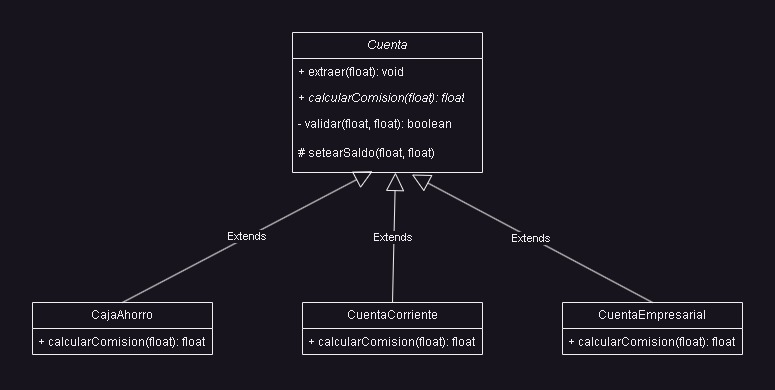 Cuenta
+ extraer(float): void
+ calcularComision(float): float
- validar(float, float): boolean
# setearSaldo(float, float)
Extends
Extends
Extends
CajaAhorro
+ calcularComision(float): float
CuentaCorriente
+ calcularComision(float): float
CuentaEmpresarial
+ calcularComision(float): float